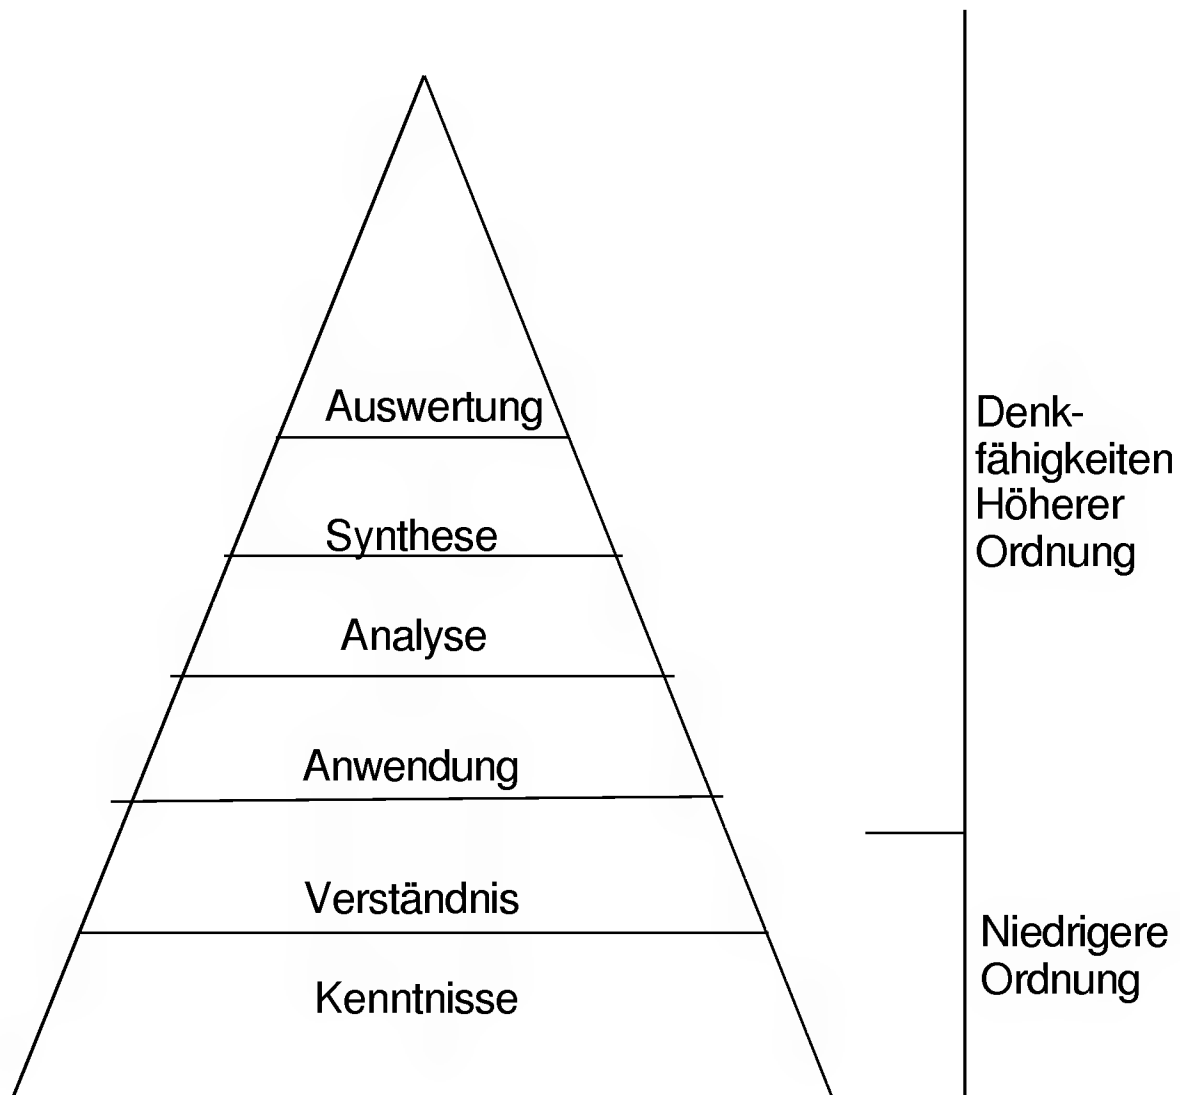 Auswertung
Synthese
Analyse
Anwendung
Verständnis
Kenntnisse
Denk-
fähigkeiten
Höherer
Ordnung
Niedrigere
Ordnung